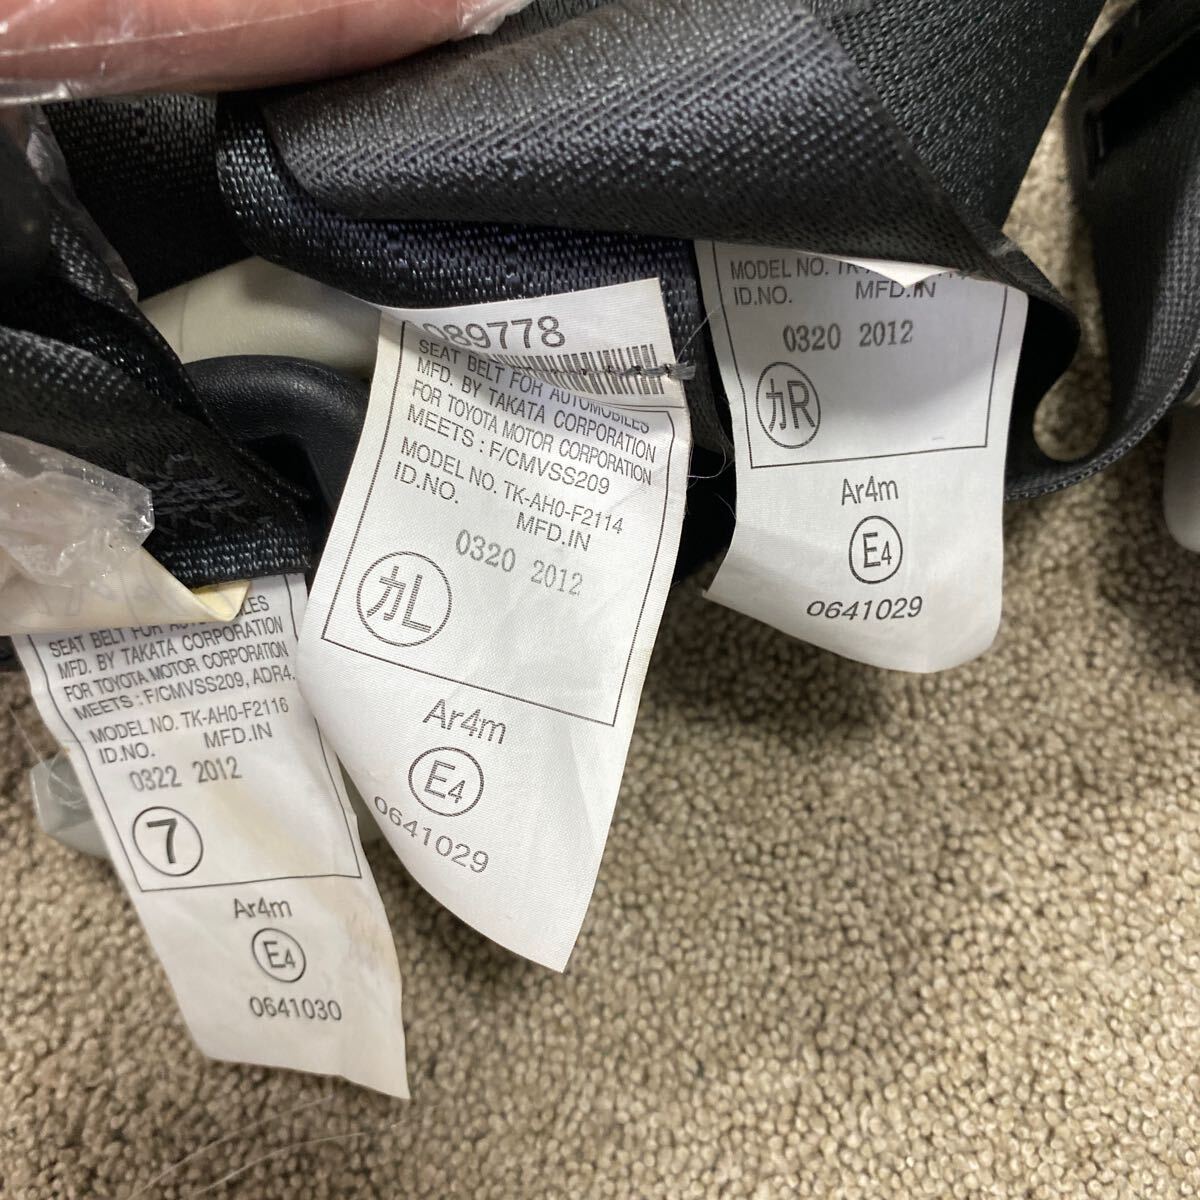 SEAT BELT FOR
MFD. BY TAKATA CORPORATION
FOR TOYOTA MOTOR CORPORATION
MEETS : F/CMVSS209, ADR4.
MODEL NO. TK-AH0-F2116
ID.NO. MFD.IN
0322 2012
7
Ar4m
E4
0641030
989778
SEAT BELT FOR AUTOMOBILES
MFD. BY TAKATA CORPORATION
FOR TOYOTA MOTOR CORPORATION
MEETS : F/CMVSS209
MODEL NO. TK-AH0-F2114
ID.NO. MFD.IN
0320 2012
カL
Ar4m
E4
0641029
MODEL NO.
ID.NO. MFD.IN
0320 2012
カR
Ar4m
E4
0641029